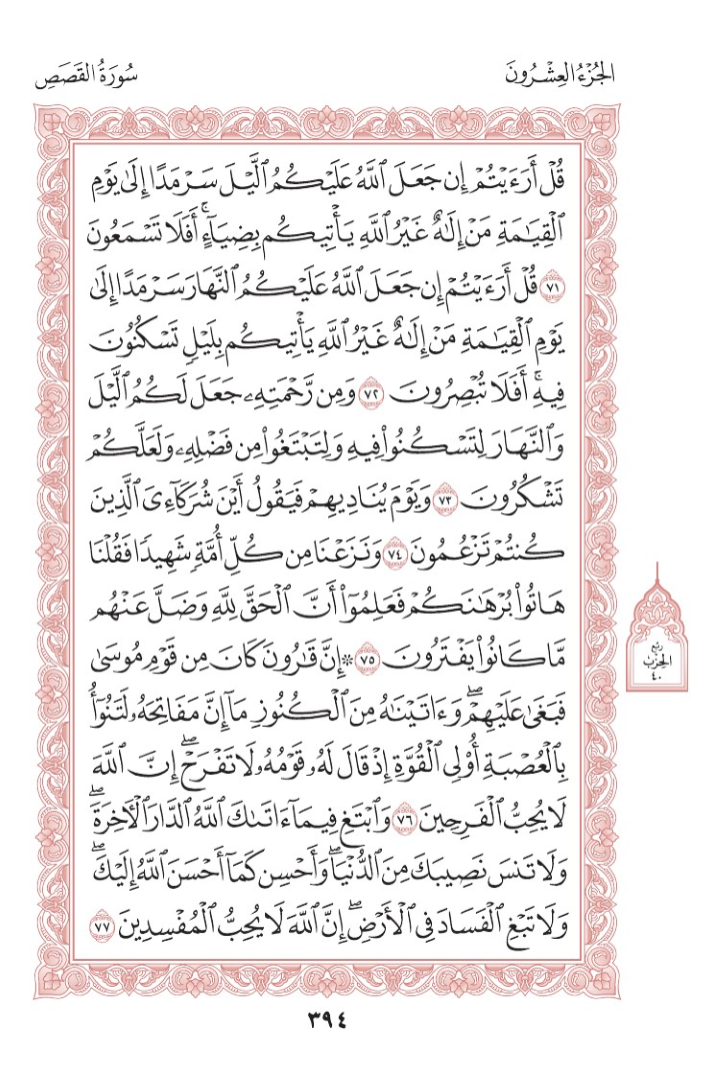 الجُزْءُ العِشْرُونَ
سُورَةُ القَصَصِ
قُلۡ أَرَءَيۡتُمۡ إِن جَعَلَ ٱللَّهُ عَلَيۡكُمُ ٱلَّيۡلَ سَرۡمَدًا إِلَىٰ يَوۡمِ
ٱلۡقِيَٰمَةِ مَنۡ إِلَٰهٌ غَيۡرُ ٱللَّهِ يَأۡتِيكُم بِضِيَآءٍۚ أَفَلَا تَسۡمَعُونَ
٧١ قُلۡ أَرَءَيۡتُمۡ إِن جَعَلَ ٱللَّهُ عَلَيۡكُمُ ٱلنَّهَارَ سَرۡمَدًا إِلَىٰ
يَوۡمِ ٱلۡقِيَٰمَةِ مَنۡ إِلَٰهٌ غَيۡرُ ٱللَّهِ يَأۡتِيكُم بِلَيۡلٖ تَسۡكُنُونَ
فِيهِۚ أَفَلَا تُبۡصِرُونَ ٧٢ وَمِن رَّحۡمَتِهِۦ جَعَلَ لَكُمُ ٱلَّيۡلَ
وَٱلنَّهَارَ لِتَسۡكُنُواْ فِيهِ وَلِتَبۡتَغُواْ مِن فَضۡلِهِۦ وَلَعَلَّكُمۡ
تَشۡكُرُونَ ٧٣ وَيَوۡمَ يُنَادِيهِمۡ فَيَقُولُ أَيۡنَ شُرَكَآءِيَ ٱلَّذِينَ
كُنتُمۡ تَزۡعُمُونَ ٧٤ وَنَزَعۡنَا مِن كُلِّ أُمَّةٖ شَهِيدٗا فَقُلۡنَا
هَاتُواْ بُرۡهَٰنَكُمۡ فَعَلِمُوٓاْ أَنَّ ٱلۡحَقَّ لِلَّهِ وَضَلَّ عَنۡهُم
مَّا كَانُواْ يَفۡتَرُونَ ٧٥ ۞إِنَّ قَٰرُونَ كَانَ مِن قَوۡمِ مُوسَىٰ
فَبَغَىٰ عَلَيۡهِمۡۖ وَءَاتَيۡنَٰهُ مِنَ ٱلۡكُنُوزِ مَآ إِنَّ مَفَاتِحَهُۥ لَتَنُوٓأُ
بِٱلۡعُصۡبَةِ أُوْلِي ٱلۡقُوَّةِ إِذۡ قَالَ لَهُۥ قَوۡمُهُۥ لَا تَفۡرَحۡۖ إِنَّ ٱللَّهَ
لَا يُحِبُّ ٱلۡفَرِحِينَ ٧٦ وَٱبۡتَغِ فِيمَآ ءَاتَىٰكَ ٱللَّهُ ٱلدَّارَ ٱلۡأٓخِرَةَۖ
وَلَا تَنسَ نَصِيبَكَ مِنَ ٱلدُّنۡيَاۖ وَأَحۡسِن كَمَآ أَحۡسَنَ ٱللَّهُ إِلَيۡكَۖ
وَلَا تَبۡغِ ٱلۡفَسَادَ فِي ٱلۡأَرۡضِۖ إِنَّ ٱللَّهَ لَا يُحِبُّ ٱلۡمُفۡسِدِينَ ٧٧
ربع
الحزب
٤٠
٣٩٤